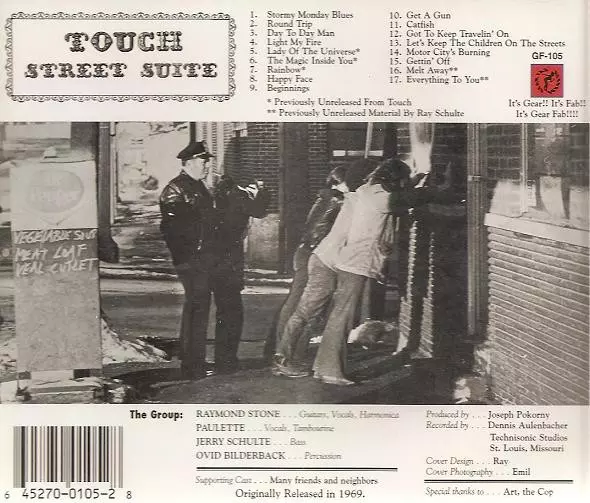 TOUCH
STREET SUITE
1. Stormy Monday Blues
2. Round Trip
3. Day To Day Man
4. Light My Fire
5. Lady Of The Universe*
6. The Magic Inside You*
7. Rainbow*
8. Happy Face
9. Beginnings
10. Get A Gun
11. Catfish
12. Got To Keep Travelin' On
13. Let's Keep The Children On The Streets
14. Motor City's Burning
15. Gettin' Off
16. Melt Away**
17. Everything To You**
GF-105
* Previously Unreleased From Touch
** Previously Unreleased Material By Ray Schulte
It's Gear!! It's Fab!!
It's Gear Fab!!!!
VEGETABLE SOUP
MEAT LOAF
VEAL CUTLET
The Group:
RAYMOND STONE . . . Guitars, Vocals, Harmonica
PAULETTE . . . Vocals, Tambourine
JERRY SCHULTE . . . Bass
OVID BILDERBACK . . . Percussion
Supporting Cast . . . Many friends and neighbors
Originally Released in 1969.
Produced by . . . Joseph Pokorny
Recorded by . . . Dennis Aulenbacher
Technisonic Studios
St. Louis, Missouri
Cover Design . . . Ray
Cover Photography . . . Emil
Special thanks to . . . Art, the Cop
6 45270-0105-2 8